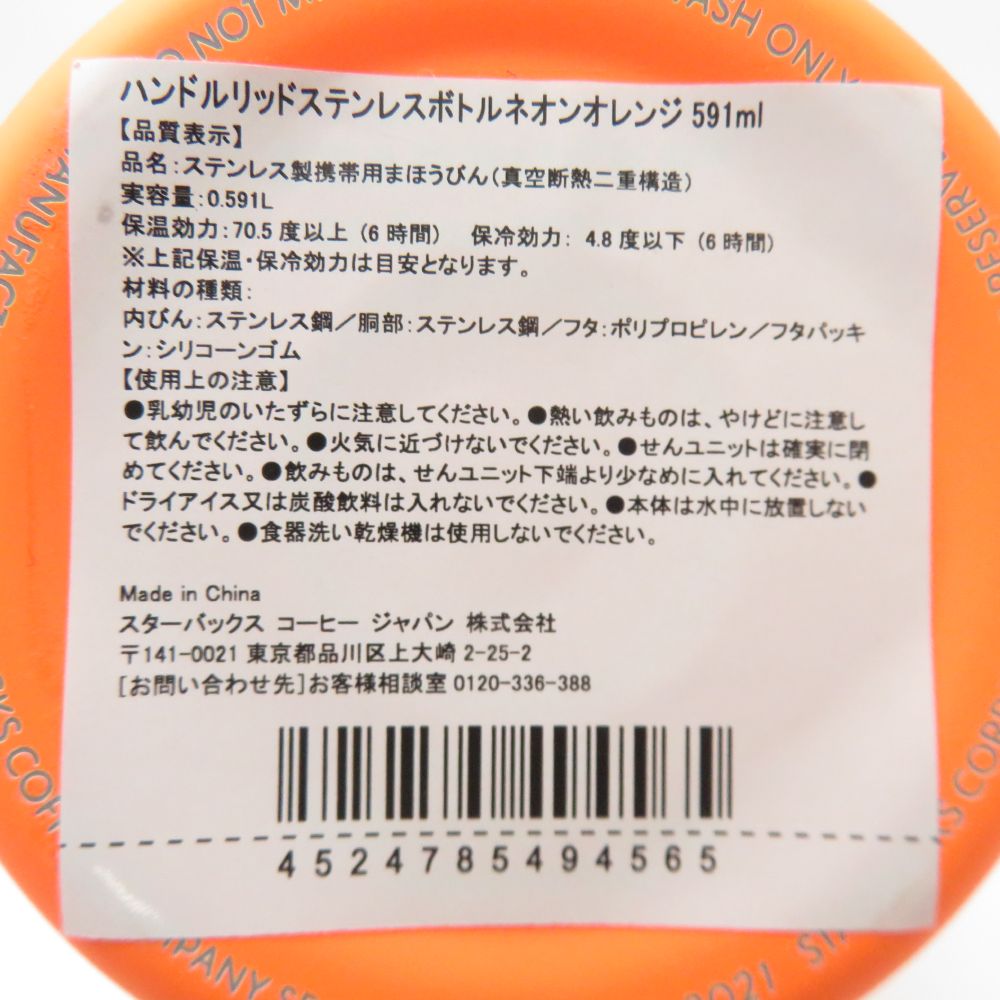 ハンドルリッドステンレスボトルネオンオレンジ 591ml
【品質表示】
品名：ステンレス製携帯用まほうびん（真空断熱二重構造）
実容量：0.591L
保温効力：70.5度以上（6時間） 保冷効力： 4.8度以下（6時間）
※上記保温・保冷効力は目安となります。
材料の種類：
内びん：ステンレス鋼／胴部：ステンレス鋼／フタ：ポリプロピレン／フタパッキ
ン：シリコーンゴム
【使用上の注意】
●乳幼児のいたずらに注意してください。●熱い飲みものは、やけどに注意し
て飲んでください。●火気に近づけないでください。●せんユニットは確実に閉
めてください。●飲みものは、せんユニット下端より少なめに入れてください。●
ドライアイス又は炭酸飲料は入れないでください。●本体は水中に放置しない
でください。●食器洗い乾燥機は使用しないでください。
Made in China
スターバックス コーヒー ジャパン 株式会社
〒141-0021 東京都品川区上大崎 2-25-2
[お問い合わせ先]お客様相談室 0120-336-388
4524785494565
NOT
ONLY
2021